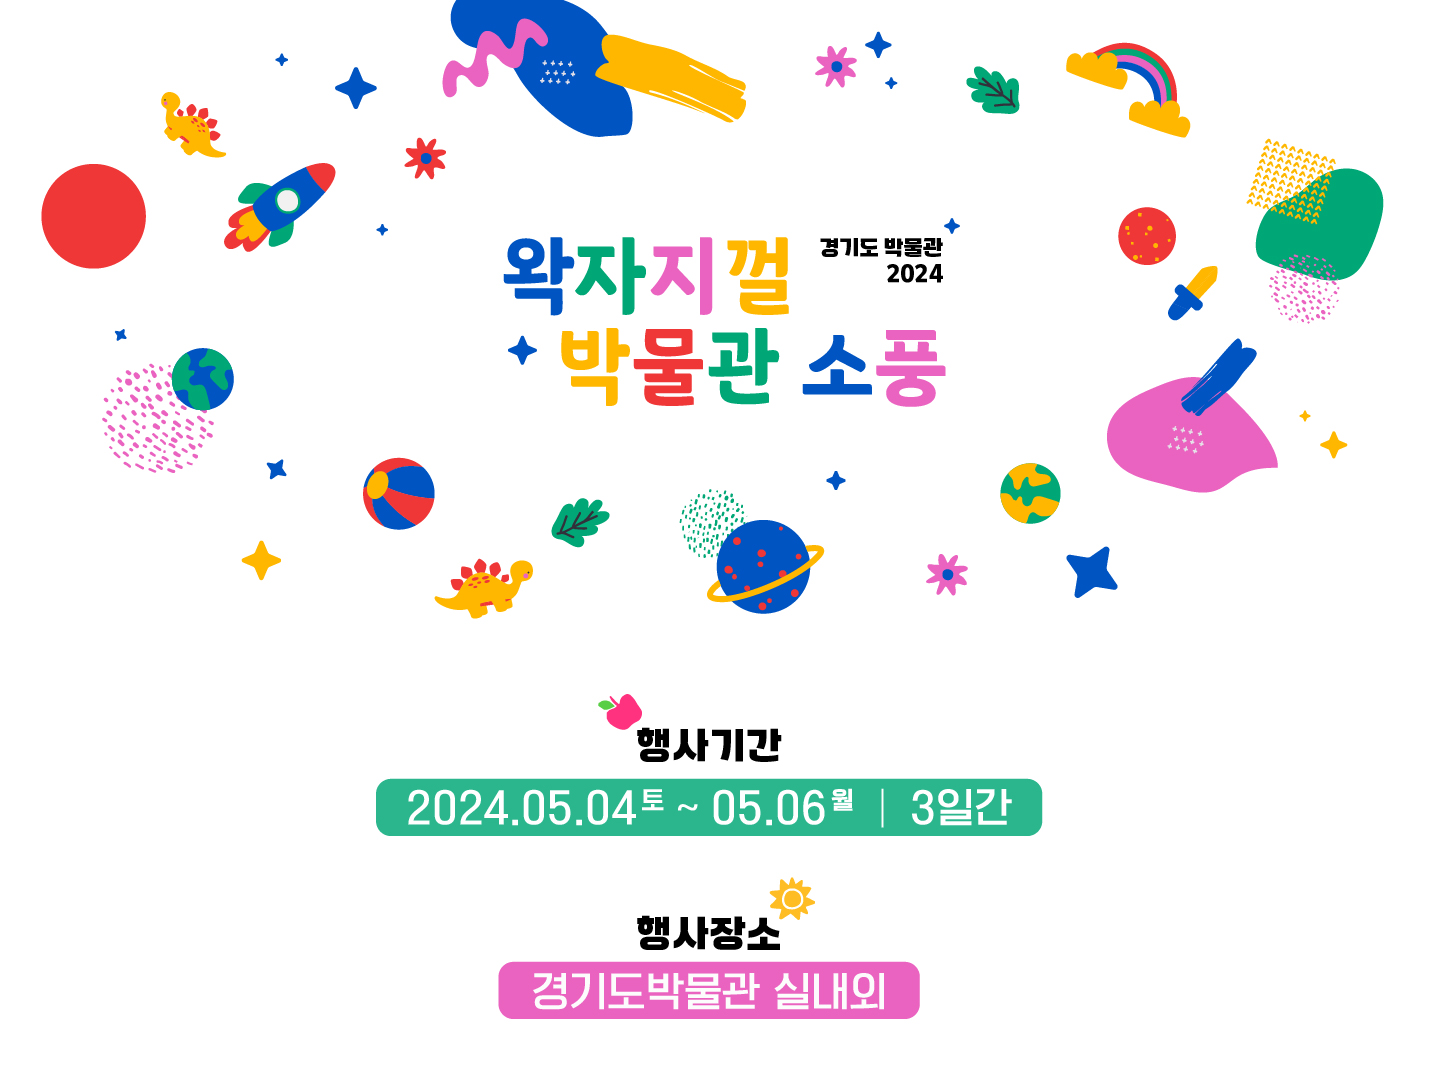 왁자지껄
경기도 박물관
2024
박물관 소풍
행사기간
2024.05.04토 ~ 05.06월 | 3일간
행사장소
경기도박물관 실내외